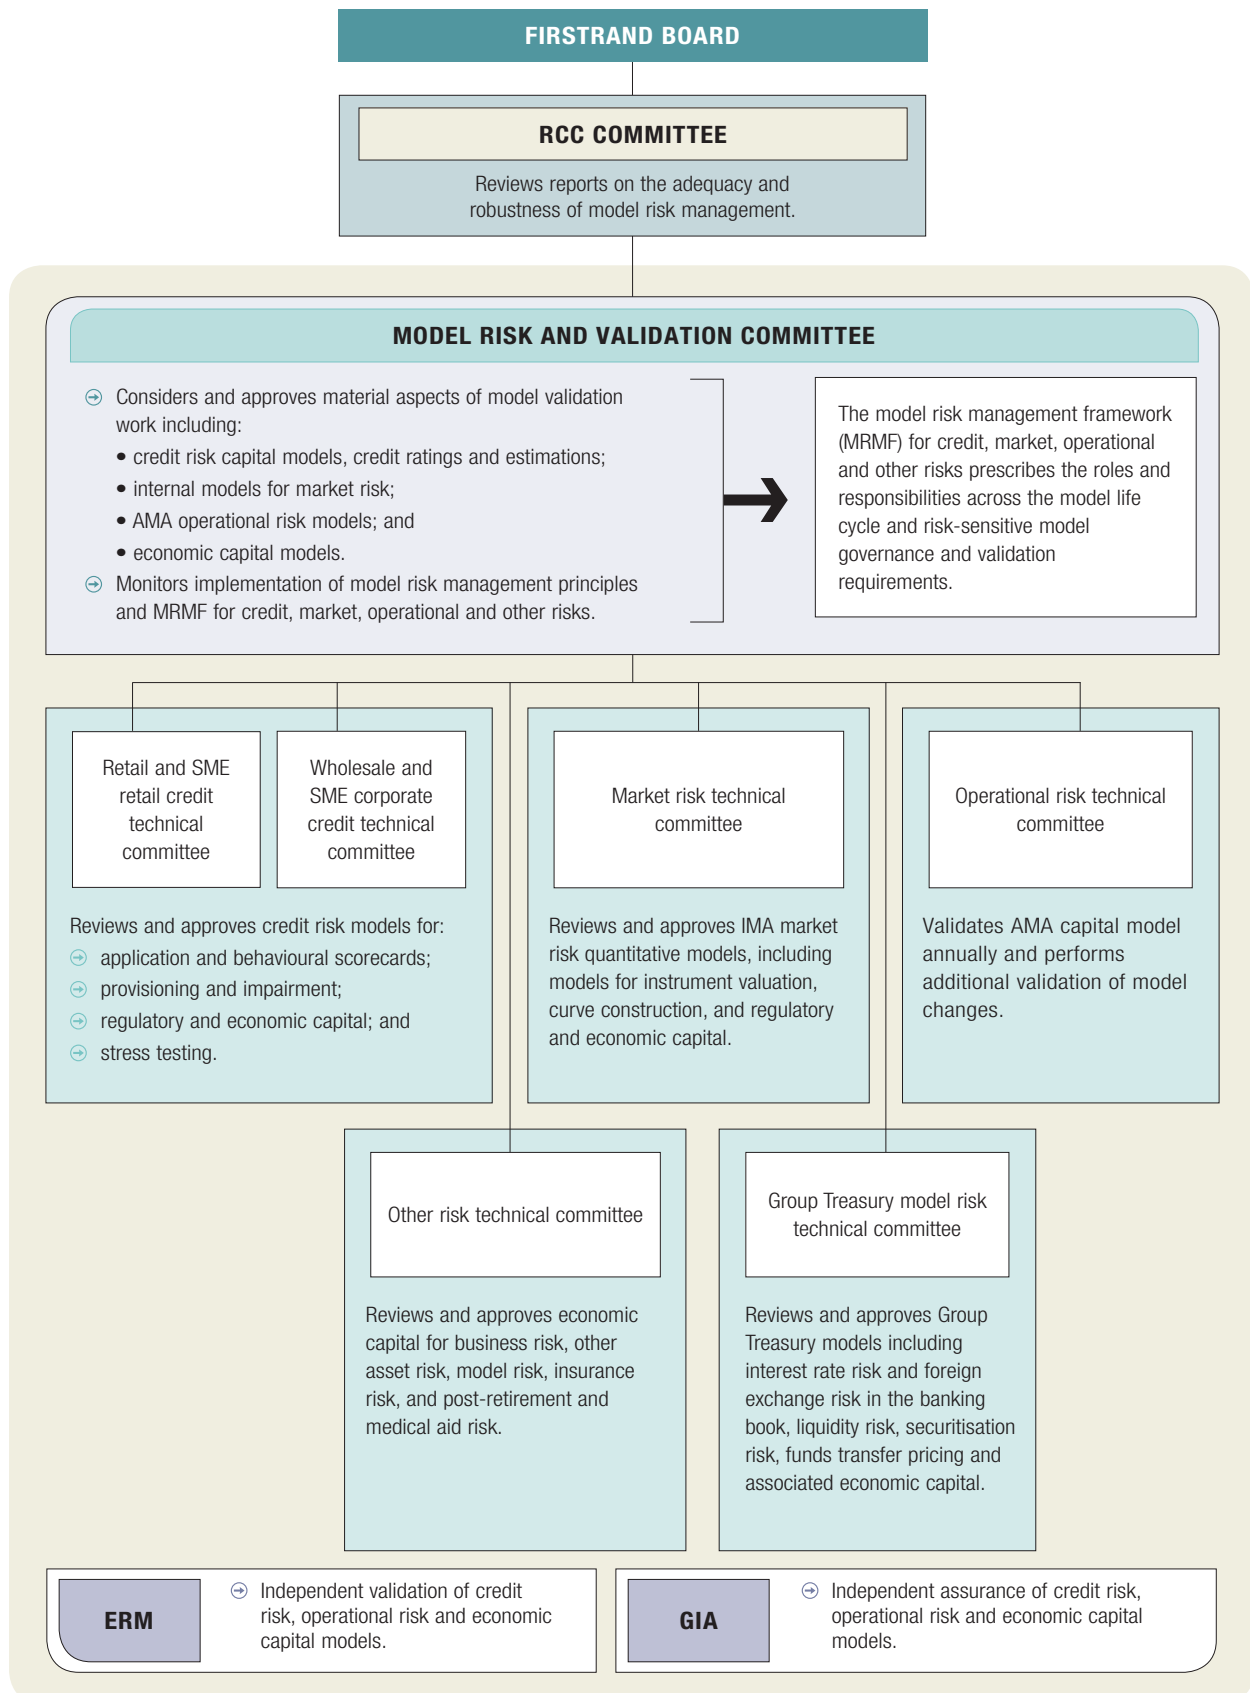 FIRSTRAND BOARD
RCC COMMITTEE
Reviews reports on the adequacy and
robustness of model risk management.
MODEL RISK AND VALIDATION COMMITTEE
Considers and approves material aspects of model validation
work including:
• credit risk capital models, credit ratings and estimations;
• internal models for market risk;
• AMA operational risk models; and
• economic capital models.
Monitors implementation of model risk management principles
and MRMF for credit, market, operational and other risks.
The model risk management framework
(MRMF) for credit, market, operational
and other risks prescribes the roles and
responsibilities across the model life
cycle and risk-sensitive model
governance and validation
requirements.
Retail and SME
retail credit
technical
committee
Wholesale and
SME corporate
credit technical
committee
Reviews and approves credit risk models for:
application and behavioural scorecards;
provisioning and impairment;
regulatory and economic capital; and
stress testing.
Market risk technical
committee
Reviews and approves IMA market
risk quantitative models, including
models for instrument valuation,
curve construction, and regulatory
and economic capital.
Operational risk technical
committee
Validates AMA capital model
annually and performs
additional validation of model
changes.
Other risk technical committee
Reviews and approves economic
capital for business risk, other
asset risk, model risk, insurance
risk, and post-retirement and
medical aid risk.
Group Treasury model risk
technical committee
Reviews and approves Group
Treasury models including
interest rate risk and foreign
exchange risk in the banking
book, liquidity risk, securitisation
risk, funds transfer pricing and
associated economic capital.
ERM
Independent validation of credit
risk, operational risk and economic
capital models.
GIA
Independent assurance of credit risk,
operational risk and economic capital
models.